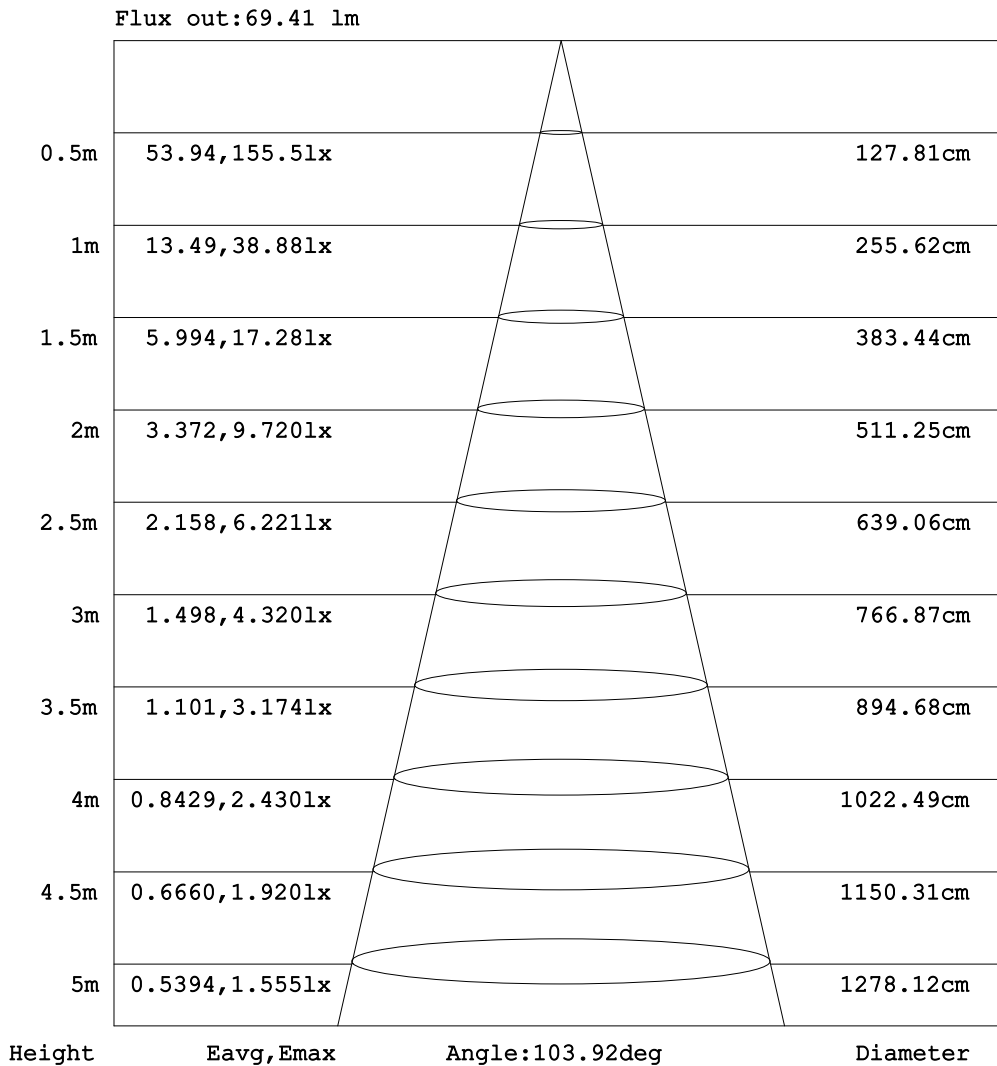 Flux out:69.41 lm
0.5m 53.94,155.5lx 127.81cm
1m 13.49,38.88lx 255.62cm
1.5m 5.994,17.28lx 383.44cm
2m 3.372,9.720lx 511.25cm
2.5m 2.158,6.221lx 639.06cm
3m 1.498,4.320lx 766.87cm
3.5m 1.101,3.174lx 894.68cm
4m 0.8429,2.430lx 1022.49cm
4.5m 0.6660,1.920lx 1150.31cm
5m 0.5394,1.555lx 1278.12cm
Height Eavg,Emax Angle:103.92deg Diameter